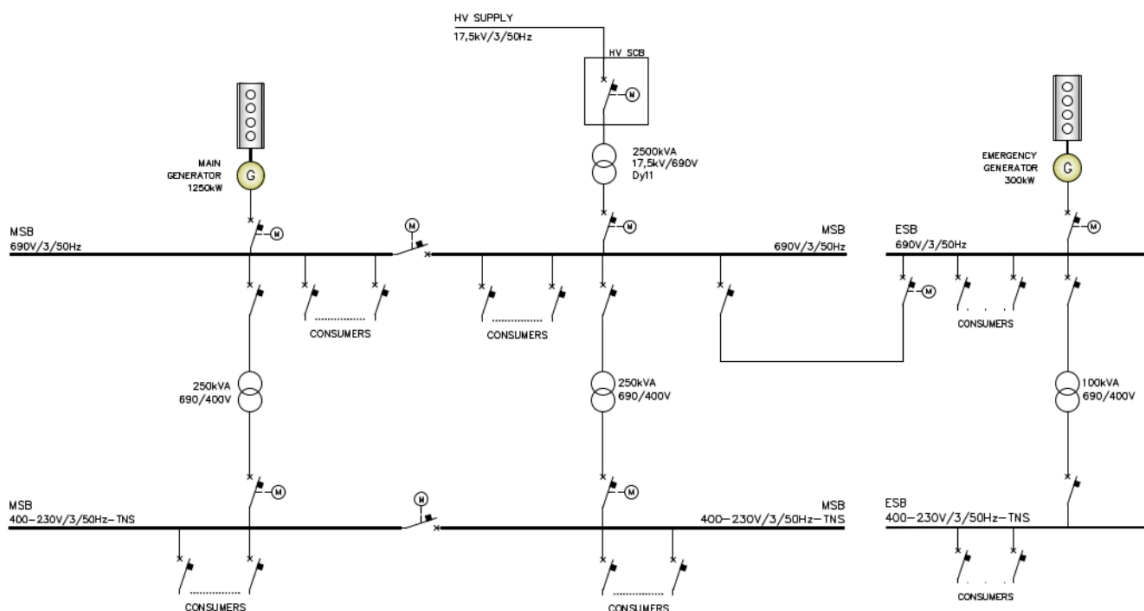 HV SUPPLY
17,5kV/3/50Hz
HV SCB
M
2500kVA
17,5kV/690V
Dy11
MAIN
GENERATOR
1250kW
G
EMERGENCY
GENERATOR
300kW
G
M
M
M
M
MSB
690V/3/50Hz
MSB
690V/3/50Hz
ESB
690V/3/50Hz
M
CONSUMERS
CONSUMERS
CONSUMERS
250kVA
690/400V
250kVA
690/400V
100kVA
690/400V
M
M
M
MSB
400-230V/3/50Hz-TNS
MSB
400-230V/3/50Hz-TNS
ESB
400-230V/3/50Hz-TNS
CONSUMERS
CONSUMERS
CONSUMERS